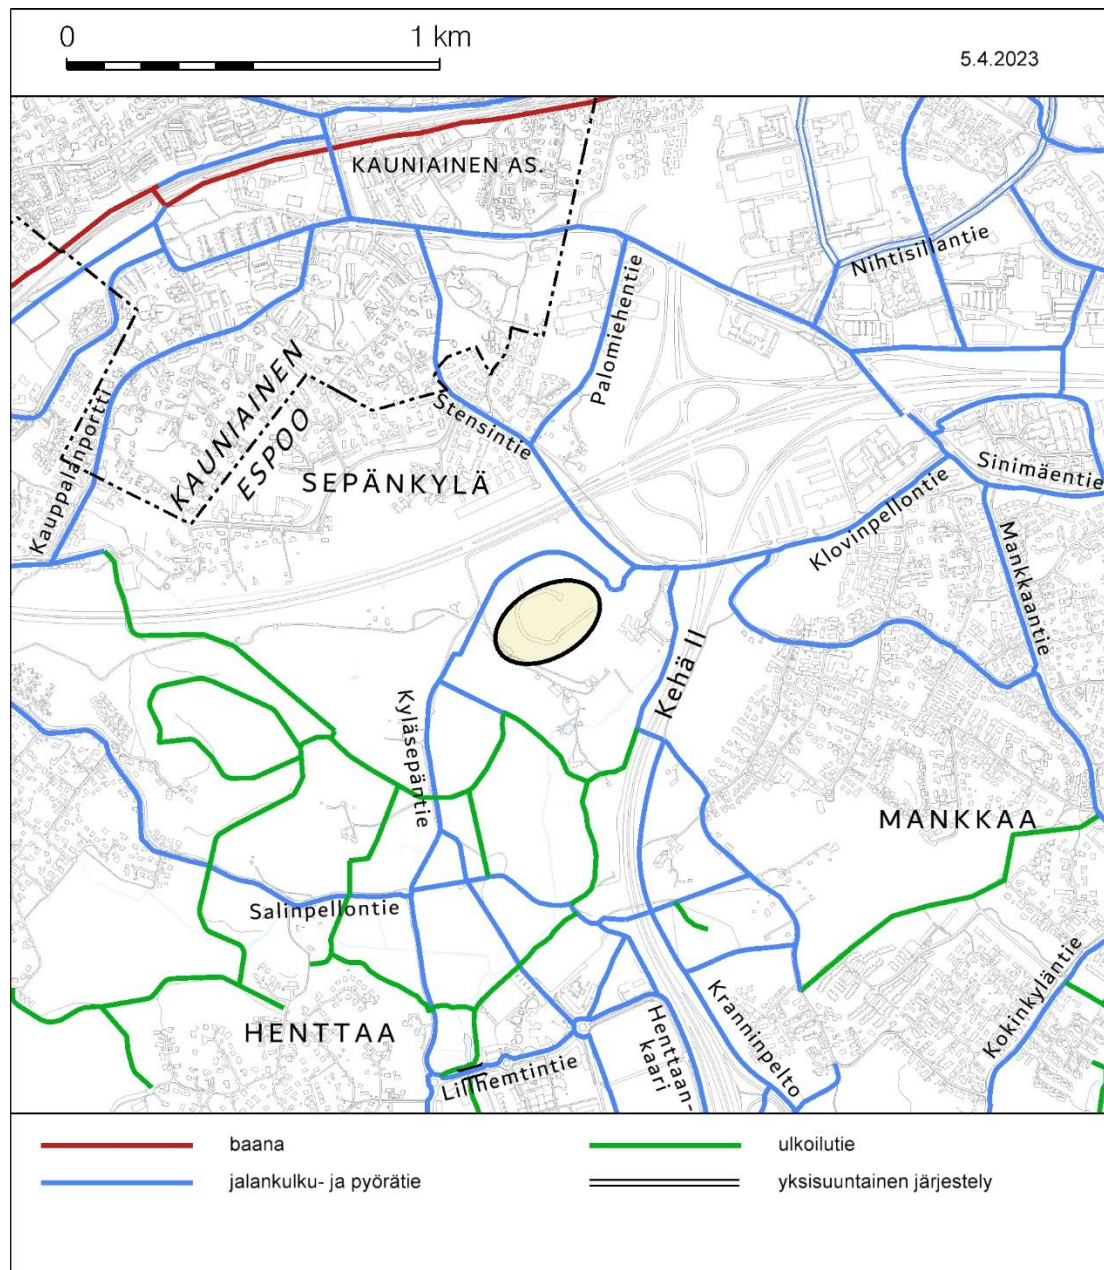 0 1 km
5.4.2023
KAUNIAINEN AS.
Nihtisillantie
Palomiehentie
KAUNIAINEN
ESPOO
Stensintie
Kauppalanportti
SEPÄNKYLÄ
Sinimäentie
Klovinpellontie
Mankkaantie
Kehä II
Kyläsepäntie
MANKKAA
Salinpellontie
Kokinkyläntie
Kranninpelto
HENTTAA
Henttaan-
kaari
Lillhemtintie
baana
ulkoilutie
jalankulku- ja pyörätie
yksisuuntainen järjestely